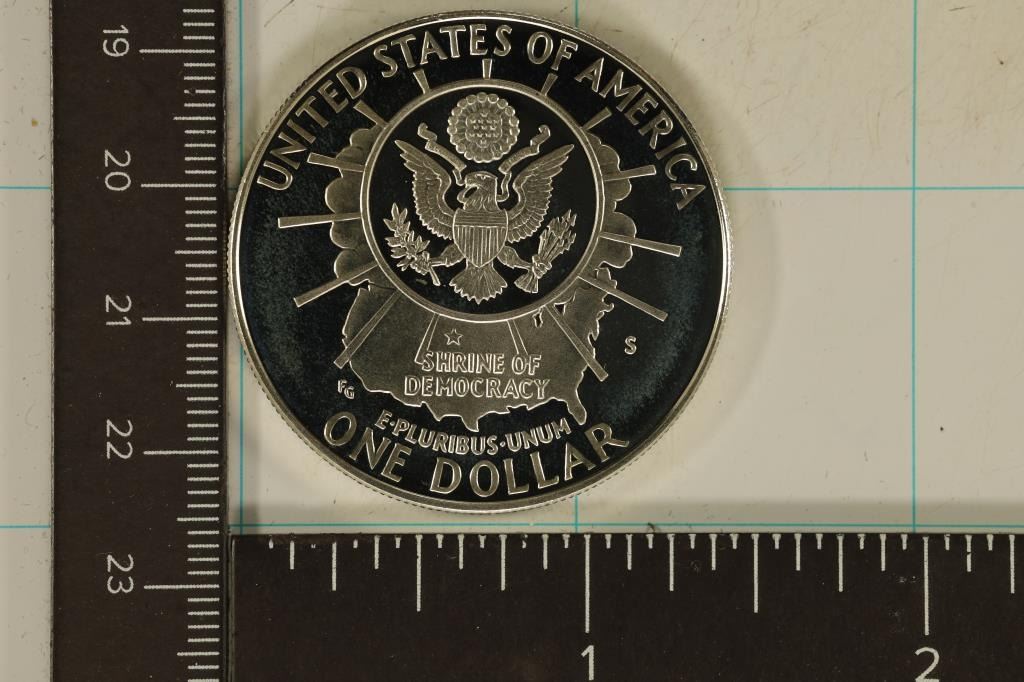 UNITED STATES OF AMERICA
S
SHRINE OF
DEMOCRACY
FG
E·PLURIBUS·UNUM
ONE DOLLAR
19
20
21
22
23
1
2